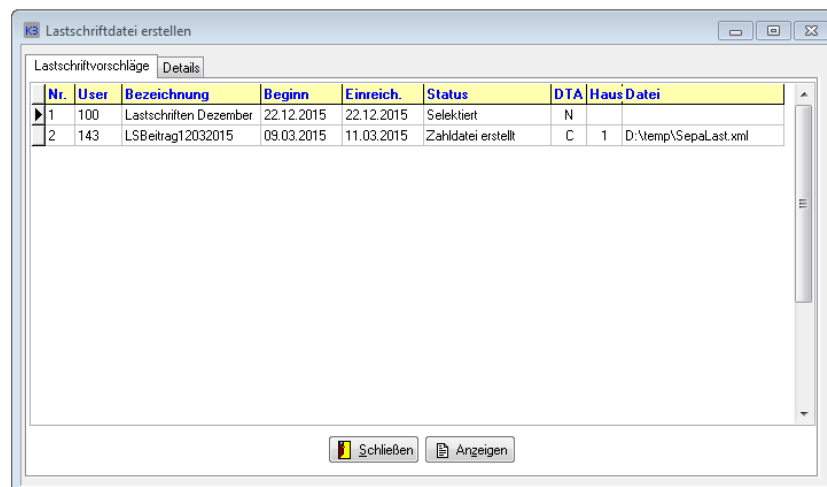 K3 Lastschriftdatei erstellen
Lastschriftvorschläge Details
Nr. User Bezeichnung Beginn Einreich. Status DTA Haus Datei
1 100 Lastschriften Dezember 22.12.2015 22.12.2015 Selektiert N
2 143 LSBeitrag12032015 09.03.2015 11.03.2015 Zahldatei erstellt C 1 D:\temp\SepaLast.xml
Schließen Anzeigen